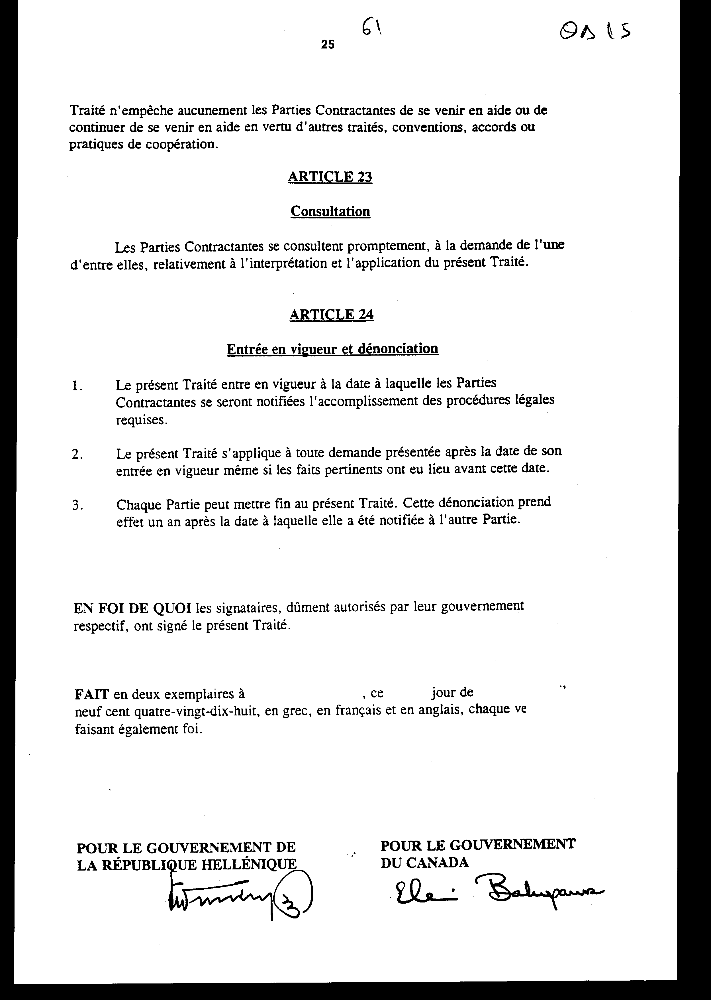 61
25
Traité n'empêche aucunement les Parties Contractantes de se venir en aide ou de
continuer de se venir en aide en vertu d'autres traités, conventions, accords ou
pratiques de coopération.
ARTICLE 23
Consultation
Les Parties Contractantes se consultent promptement, à la demande de l'une
d'entre elles, relativement à l'interprétation et l'application du présent Traité.
ARTICLE 24
Entrée en vigueur et dénonciation
1. Le présent Traité entre en vigueur à la date à laquelle les Parties
Contractantes se seront notifiées l'accomplissement des procédures légales
requises.
2. Le présent Traité s'applique à toute demande présentée après la date de son
entrée en vigueur même si les faits pertinents ont eu lieu avant cette date.
3. Chaque Partie peut mettre fin au présent Traité. Cette dénonciation prend
effet un an après la date à laquelle elle a été notifiée à l'autre Partie.
EN FOI DE QUOI les signataires, dûment autorisés par leur gouvernement
respectif, ont signé le présent Traité.
FAIT en deux exemplaires à , ce jour de
neuf cent quatre-vingt-dix-huit, en grec, en français et en anglais, chaque ve
faisant également foi.
POUR LE GOUVERNEMENT DE
LA RÉPUBLIQUE HELLÉNIQUE
POUR LE GOUVERNEMENT
DU CANADA